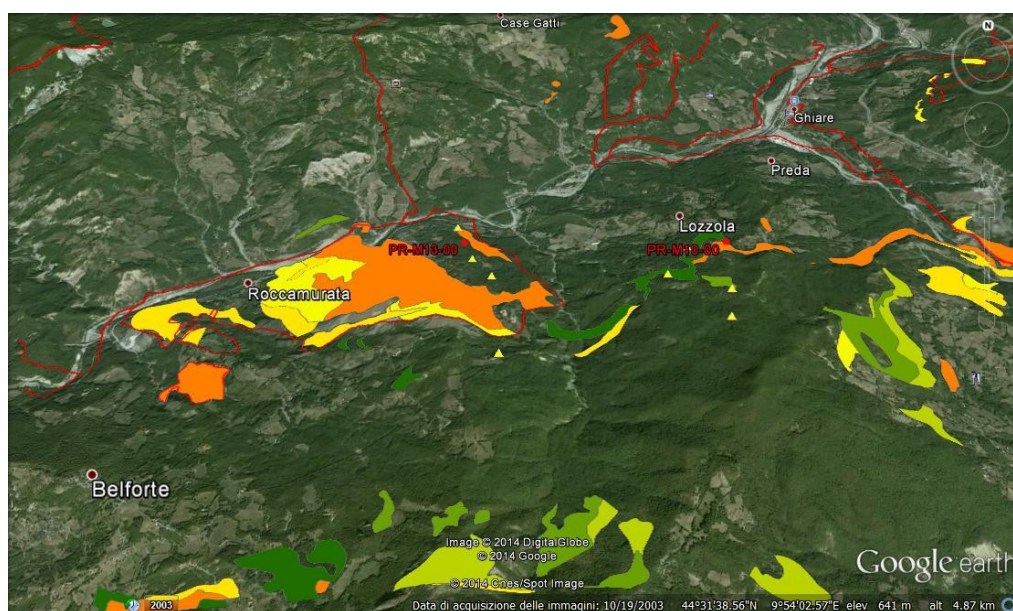 Case Gatti
N
Ghiare
Preda
Lozzola
PR-M13-00
PR-M10-00
Roccamurata
Belforte
Image © 2014 DigitalGlobe
© 2014 Google
© 2014 Cnes/Spot Image
Google earth
2003
Data di acquisizione delle immagini: 10/19/2003 44°31'38.56"N 9°54'02.57"E elev 641 m alt 4.87 km